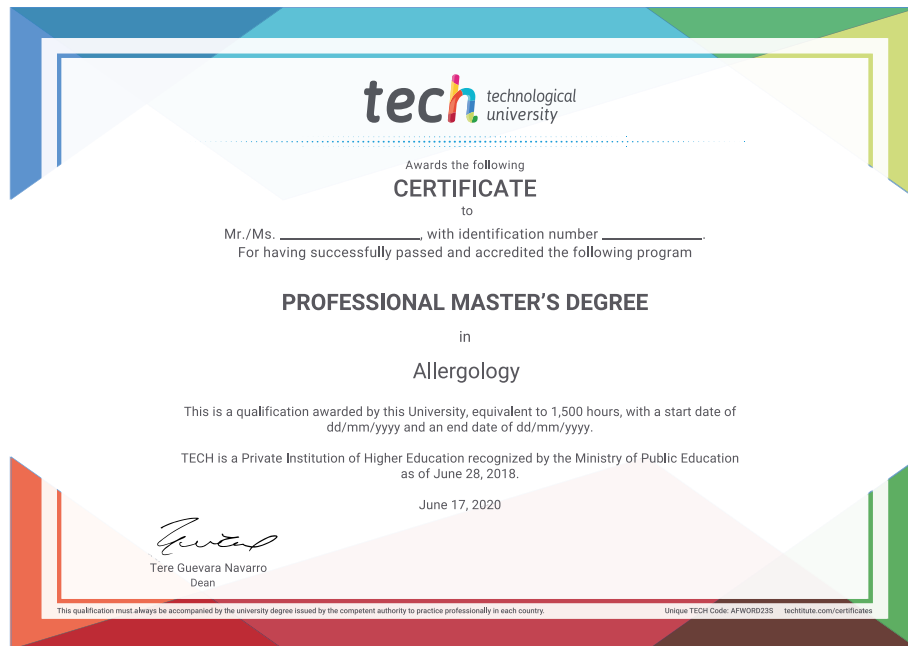 tech technological
university
Awards the following
CERTIFICATE
to
Mr./Ms. ________________, with identification number ____________.
For having successfully passed and accredited the following program
PROFESSIONAL MASTER'S DEGREE
in
Allergology
This is a qualification awarded by this University, equivalent to 1,500 hours, with a start date of
dd/mm/yyyy and an end date of dd/mm/yyyy.
TECH is a Private Institution of Higher Education recognized by the Ministry of Public Education
as of June 28, 2018.
June 17, 2020
Tere Guevara Navarro
Dean
This qualification must always be accompanied by the university degree issued by the competent authority to practice professionally in each country.
Unique TECH Code: AFWORD23S techtitute.com/certificates